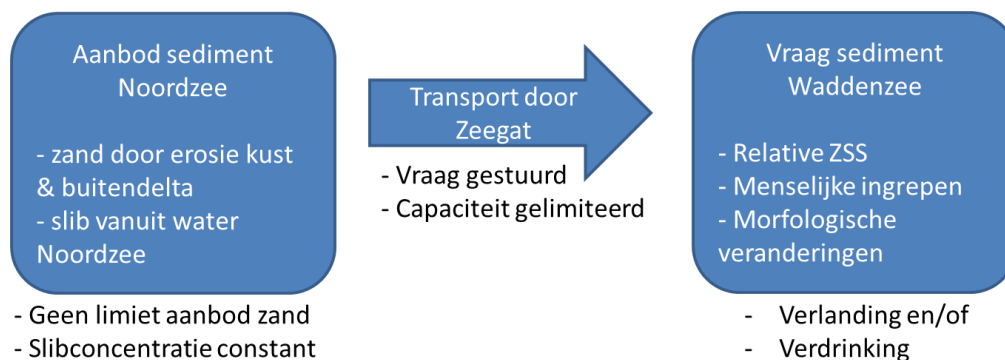 Aanbod sediment
Noordzee
- zand door erosie kust
& buitendelta
- slib vanuit water
Noordzee
- Geen limiet aanbod zand
- Slibconcentratie constant
Transport door
Zeegat
- Vraag gestuurd
- Capaciteit gelimiteerd
Vraag sediment
Waddenzee
- Relative ZSS
- Menselijke ingrepen
- Morfologische
veranderingen
- Verlanding en/of
- Verdrinking